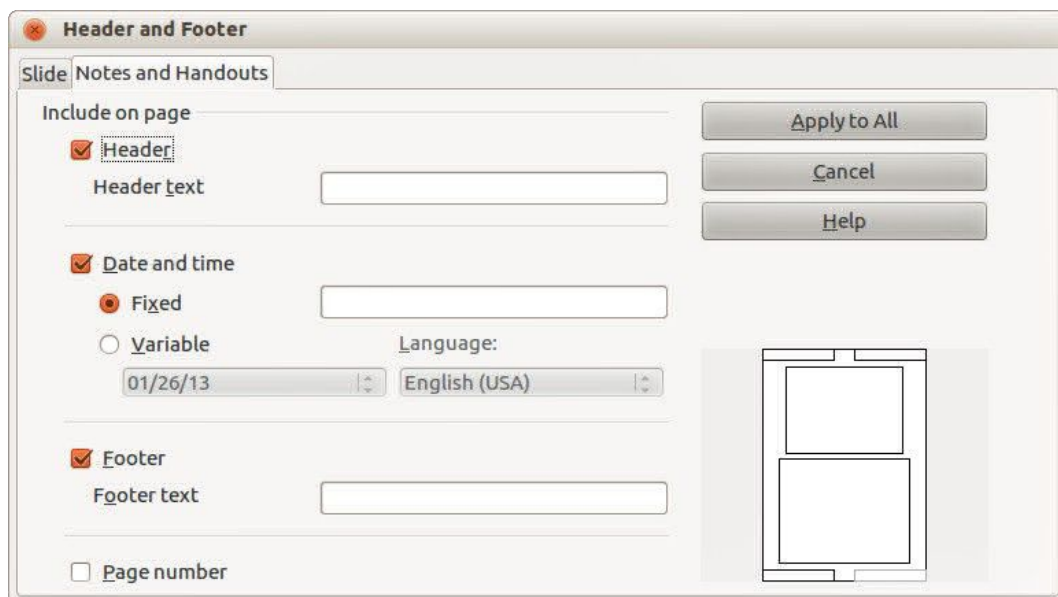 Header and Footer
Slide Notes and Handouts
Include on page
Header
Header text
Date and time
Fixed
Variable Language:
01/26/13 English (USA)
Footer
Footer text
Page number
Apply to All
Cancel
Help